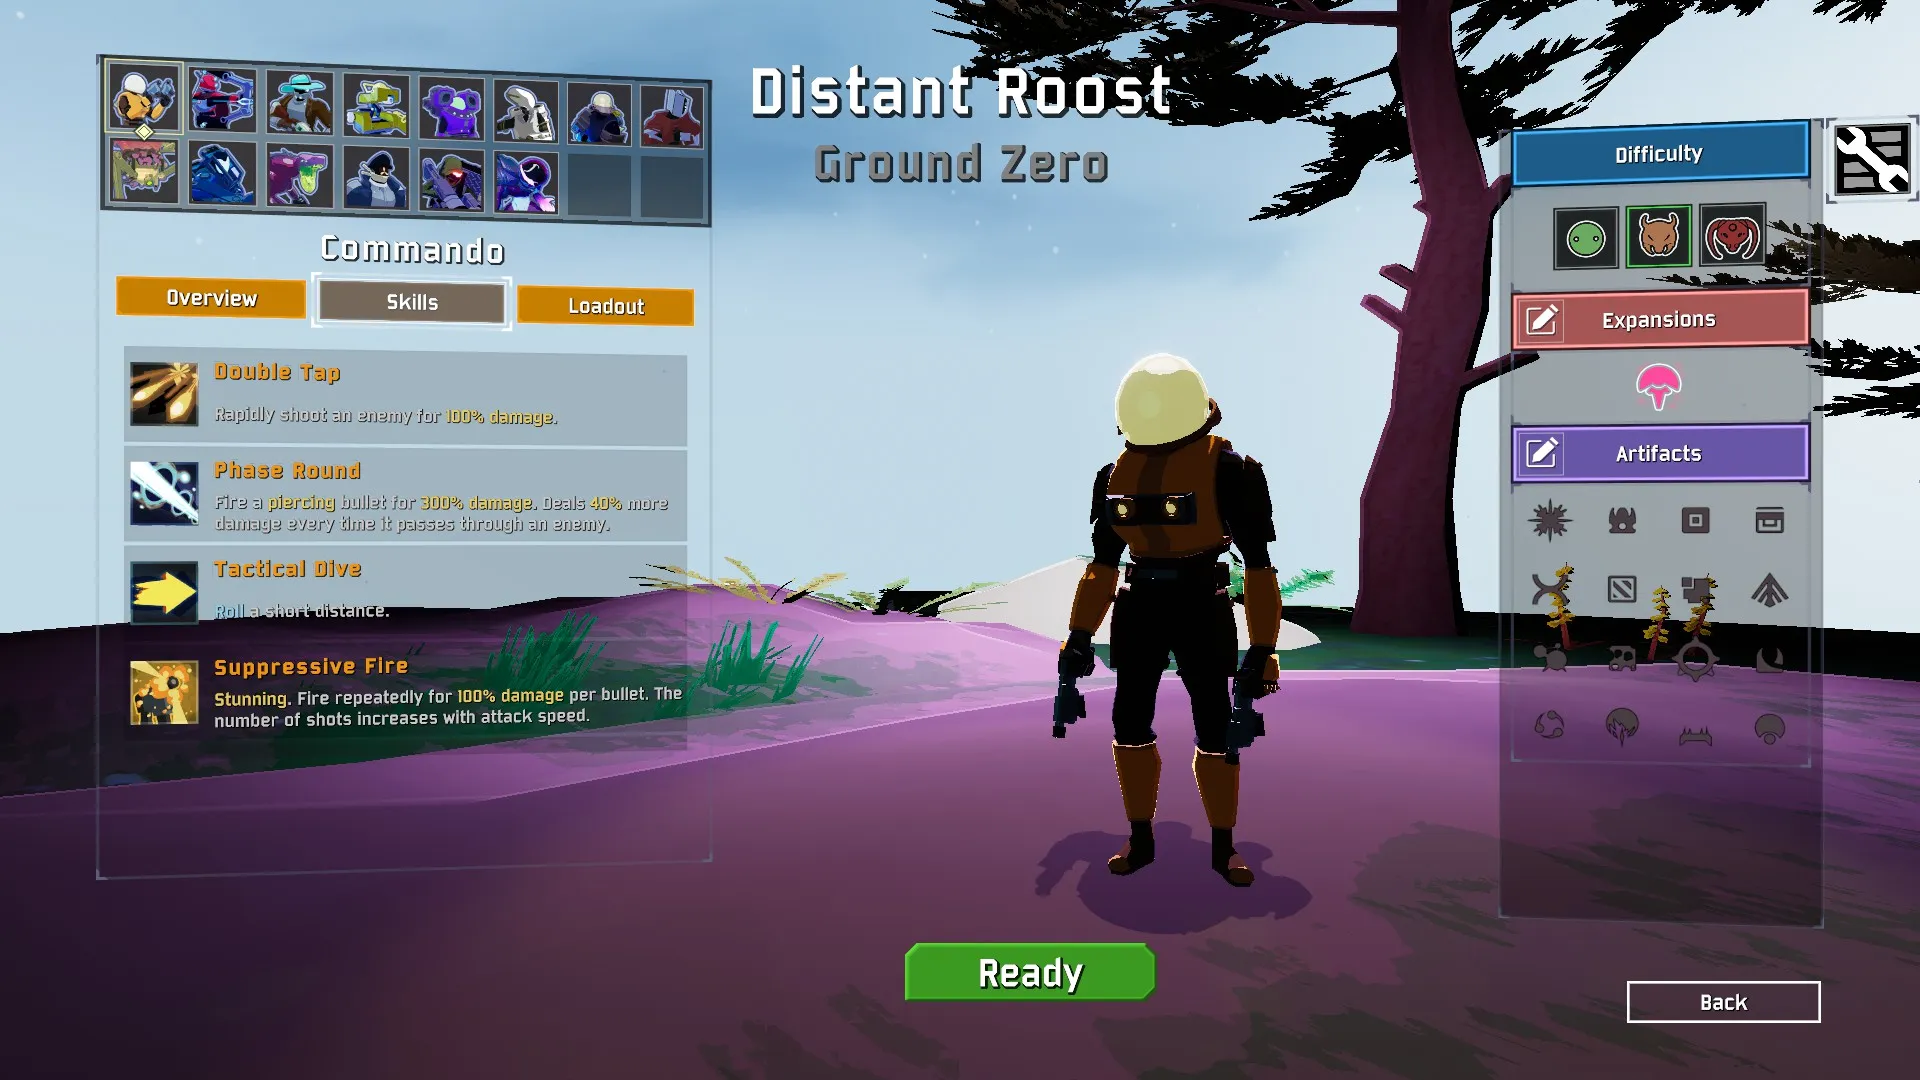 Distant Roost
Ground Zero
Commando
Overview
Skills
Loadout
Double Tap
Rapidly shoot an enemy for 100% damage.
Phase Round
Fire a piercing bullet for 300% damage. Deals 40% more
damage every time it passes through an enemy.
Tactical Dive
Roll a short distance.
Suppressive Fire
Stunning. Fire repeatedly for 100% damage per bullet. The
number of shots increases with attack speed.
Difficulty
Expansions
Artifacts
Ready
Back